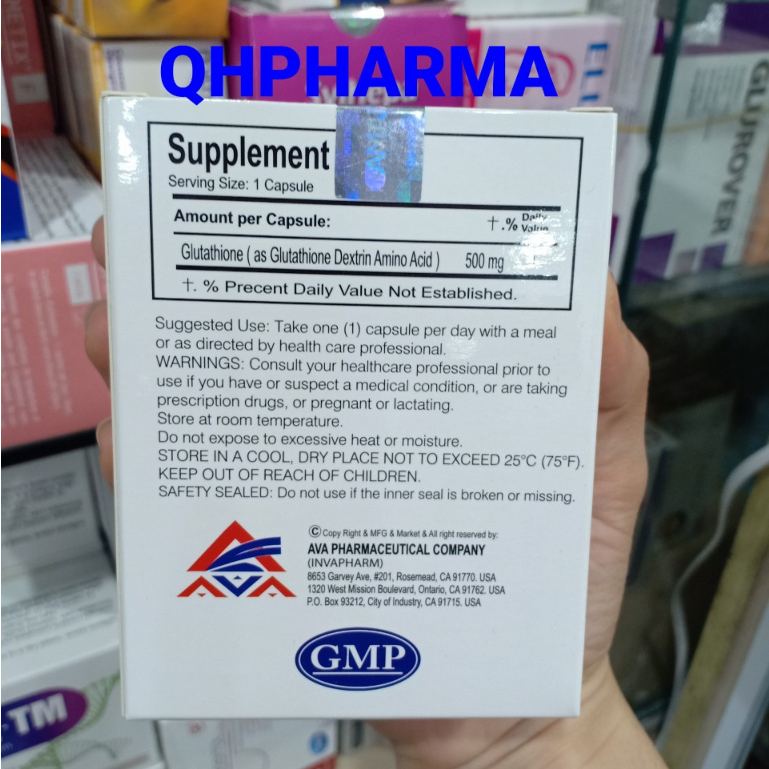 QHPHARMA
ELL
GLUROVER
Supplement
Serving Size: 1 Capsule
Amount per Capsule:
†.% Daily Value
Glutathione ( as Glutathione Dextrin Amino Acid ) 500 mg
†. % Precent Daily Value Not Established.
Suggested Use: Take one (1) capsule per day with a meal
or as directed by health care professional.
WARNINGS: Consult your healthcare professional prior to
use if you have or suspect a medical condition, or are taking
prescription drugs, or pregnant or lactating.
Store at room temperature.
Do not expose to excessive heat or moisture.
STORE IN A COOL, DRY PLACE NOT TO EXCEED 25°C (75°F).
KEEP OUT OF REACH OF CHILDREN.
SAFETY SEALED: Do not use if the inner seal is broken or missing.
© Copy Right & MFG & Market & All right reserved by:
AVA PHARMACEUTICAL COMPANY
(INVAPHARM)
8653 Garvey Ave, #201, Rosemead, CA 91770. USA
1320 West Mission Boulevard, Ontario, CA 91762. USA
P.O. Box 93212, City of Industry, CA 91715. USA
GMP
TM